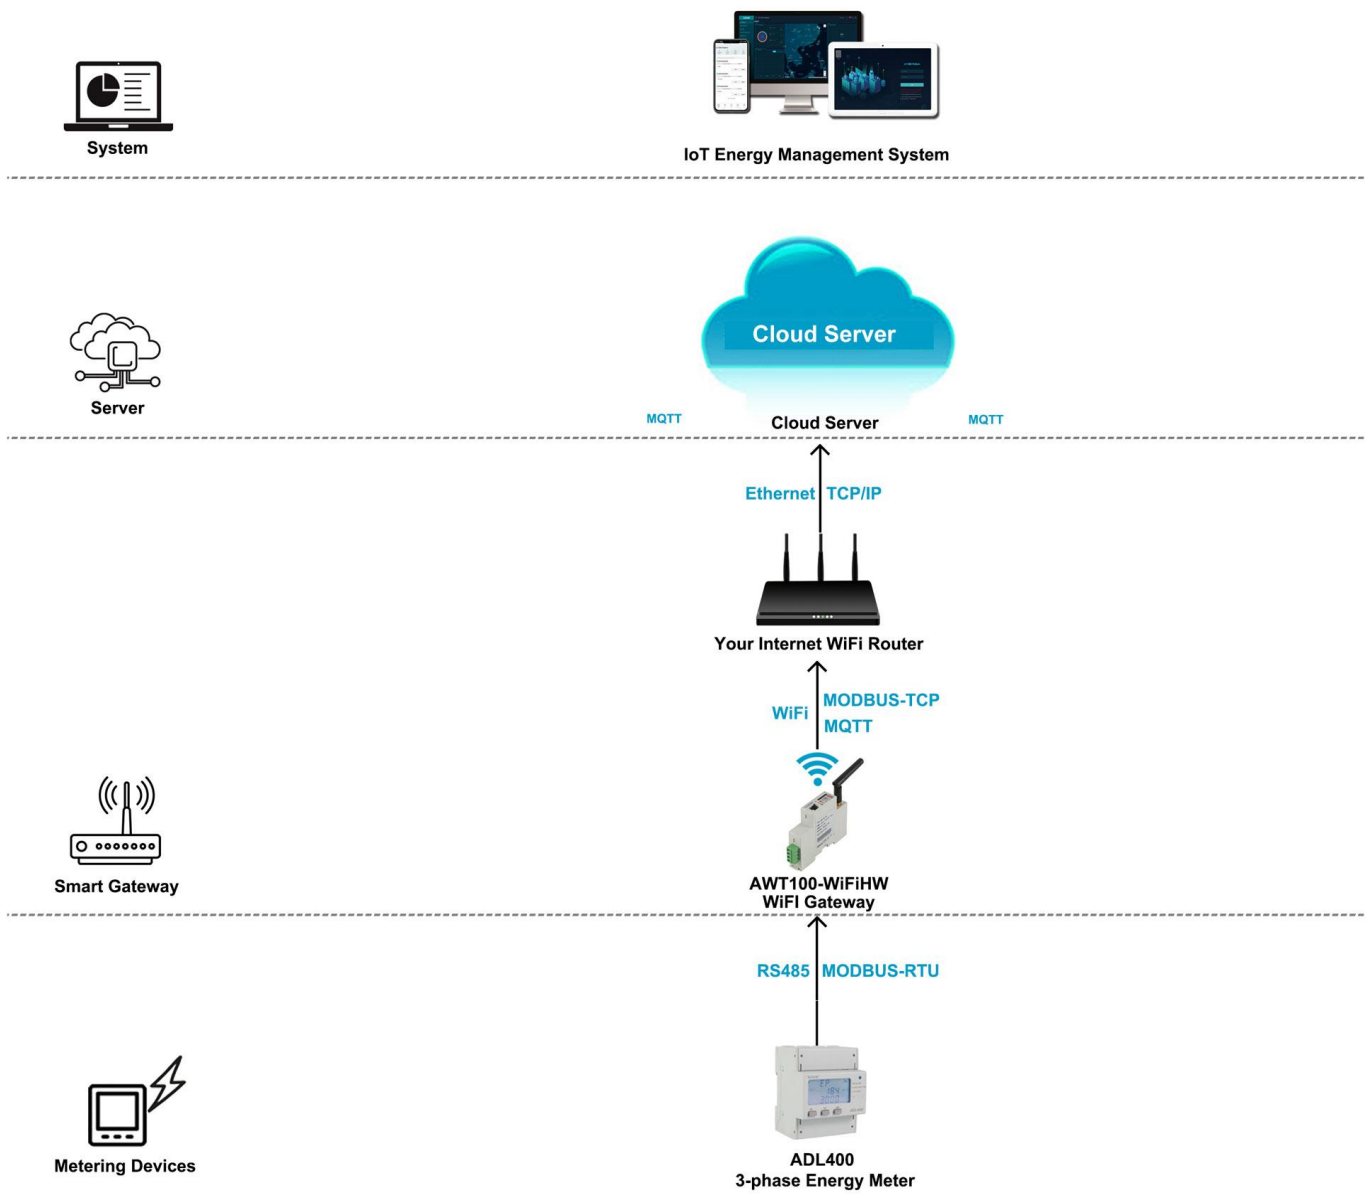 System
IoT Energy Management System
Cloud Server
Server
MQTT
Cloud Server
MQTT
Ethernet TCP/IP
Your Internet WiFi Router
WiFi
MODBUS-TCP
MQTT
Smart Gateway
AWT100-WiFiHW
WiFI Gateway
RS485 MODBUS-RTU
Metering Devices
ADL400
3-phase Energy Meter